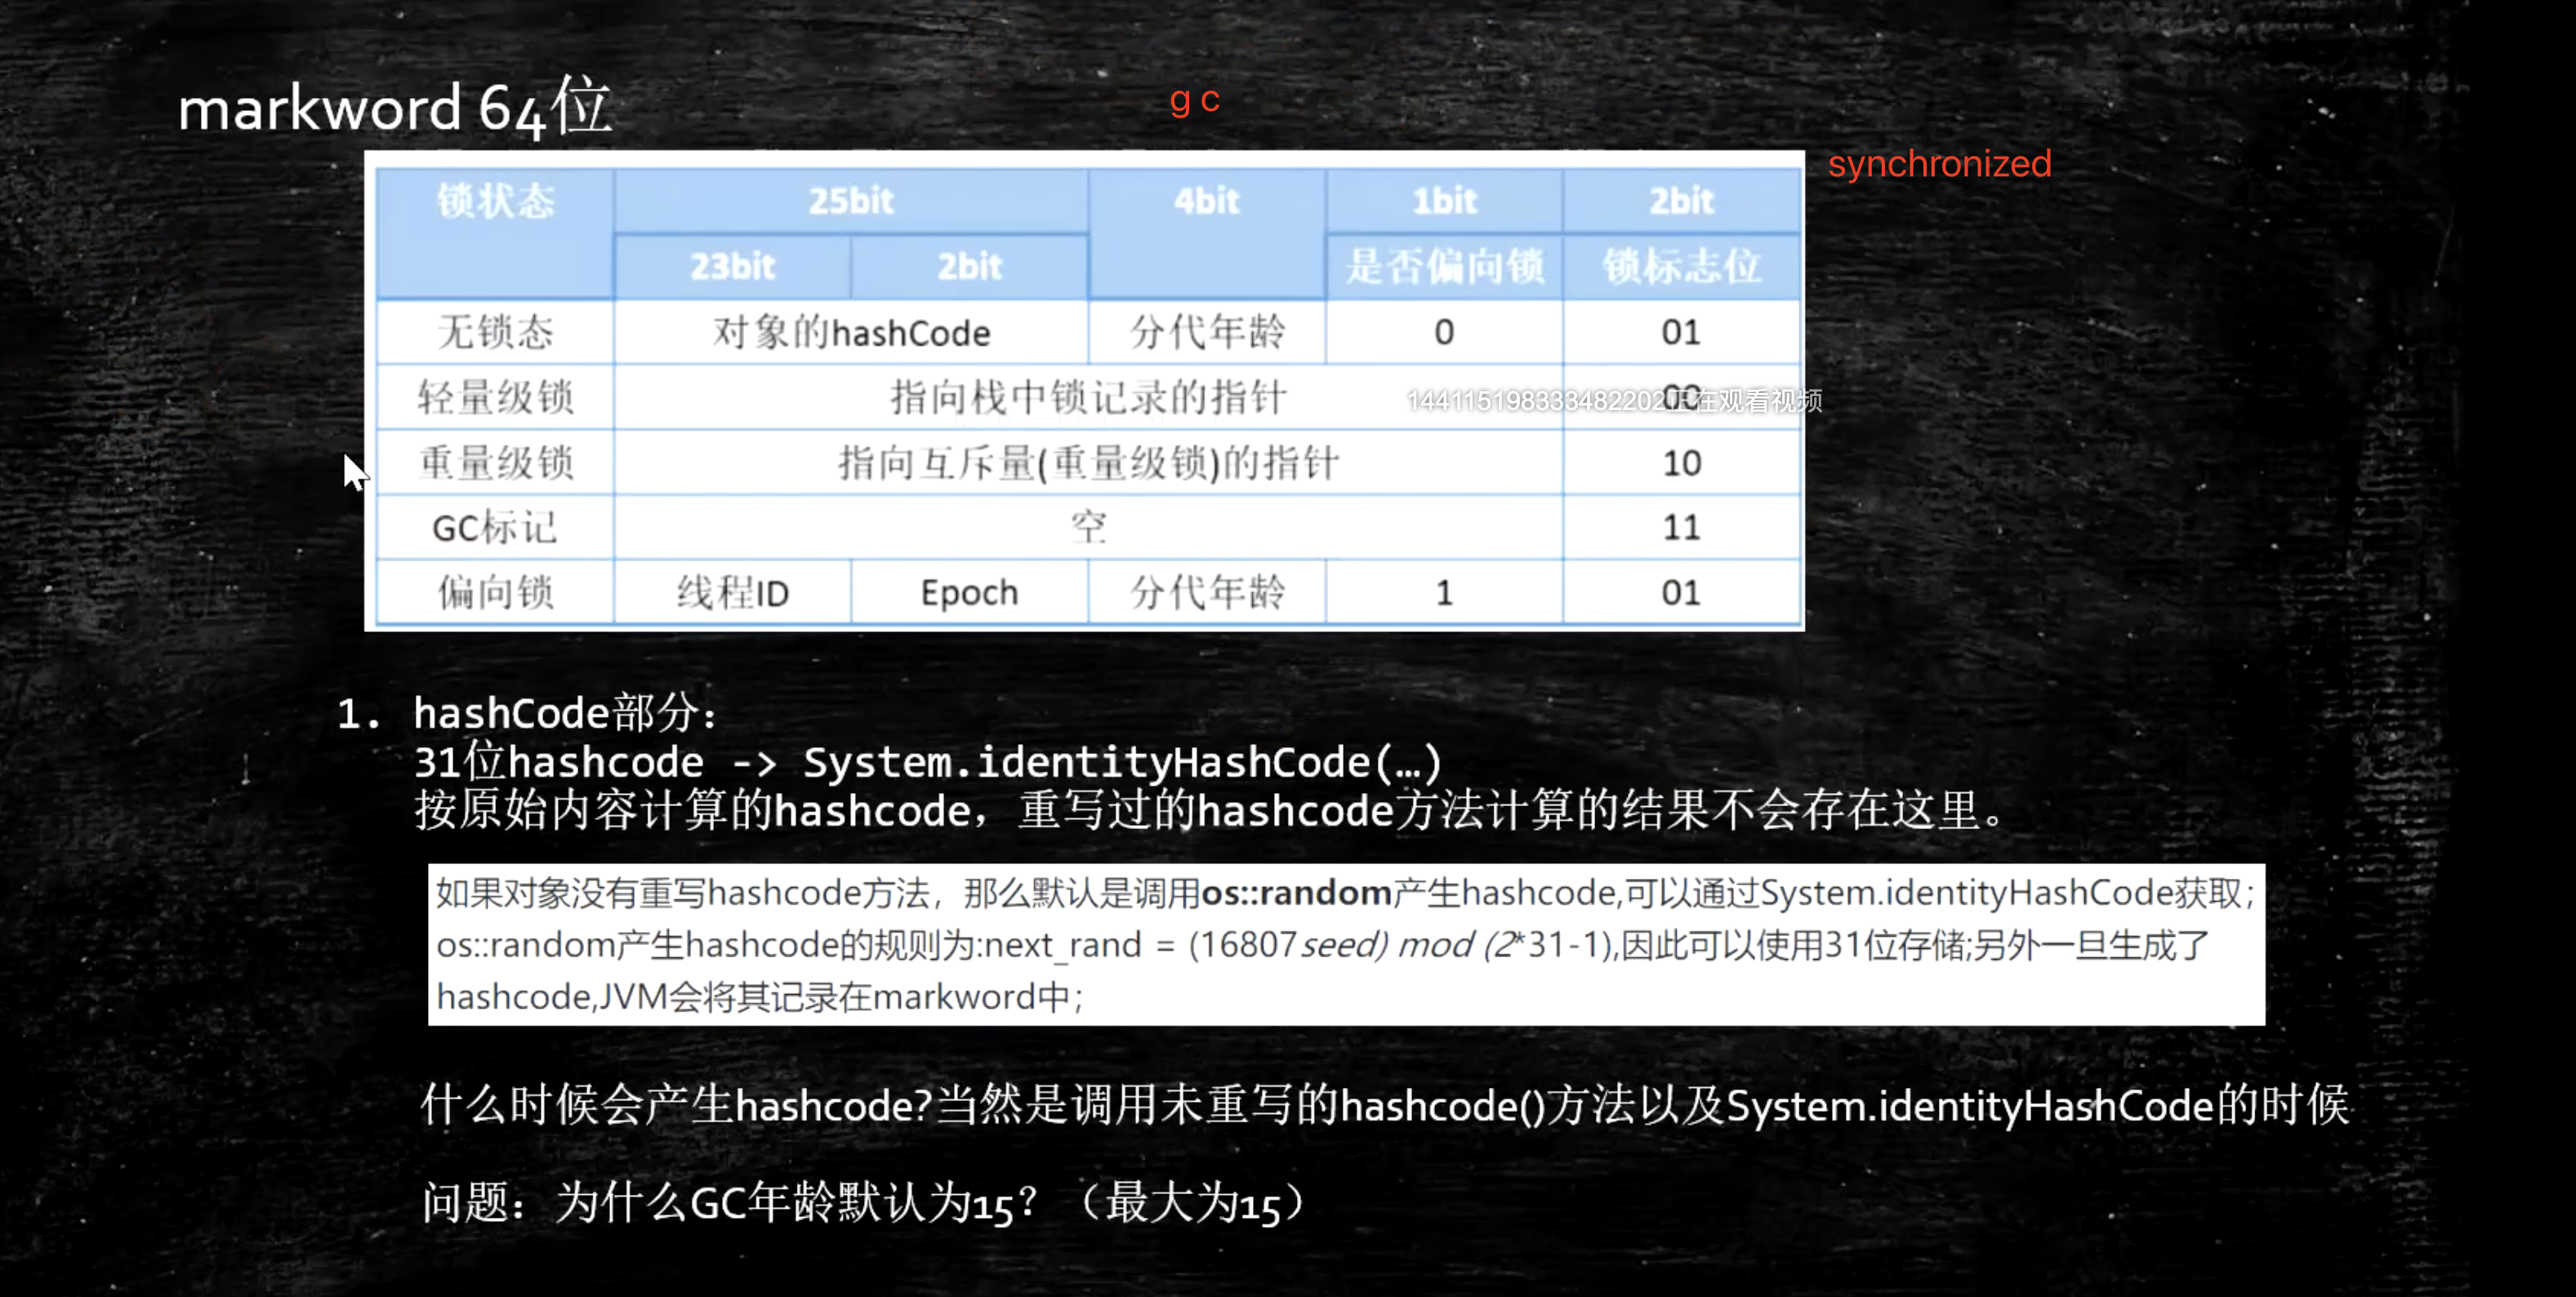 markword 64位
g c
synchronized
锁状态 25bit 4bit 1bit 2bit
23bit 2bit 是否偏向锁 锁标志位
无锁态 对象的hashCode 分代年龄 0 01
轻量级锁 指向栈中锁记录的指针 00
144115198333482202正在观看视频
重量级锁 指向互斥量(重量级锁)的指针 10
GC标记 空 11
偏向锁 线程ID Epoch 分代年龄 1 01
1. hashCode部分：
31位hashcode -> System.identityHashCode(…)
按原始内容计算的hashcode，重写过的hashcode方法计算的结果不会存在这里。
如果对象没有重写hashcode方法，那么默认是调用os::random产生hashcode,可以通过System.identityHashCode获取；
os::random产生hashcode的规则为:next_rand = (16807seed) mod (2*31-1),因此可以使用31位存储;另外一旦生成了
hashcode,JVM会将其记录在markword中；
什么时候会产生hashcode?当然是调用未重写的hashcode()方法以及System.identityHashCode的时候
问题：为什么GC年龄默认为15？（最大为15）